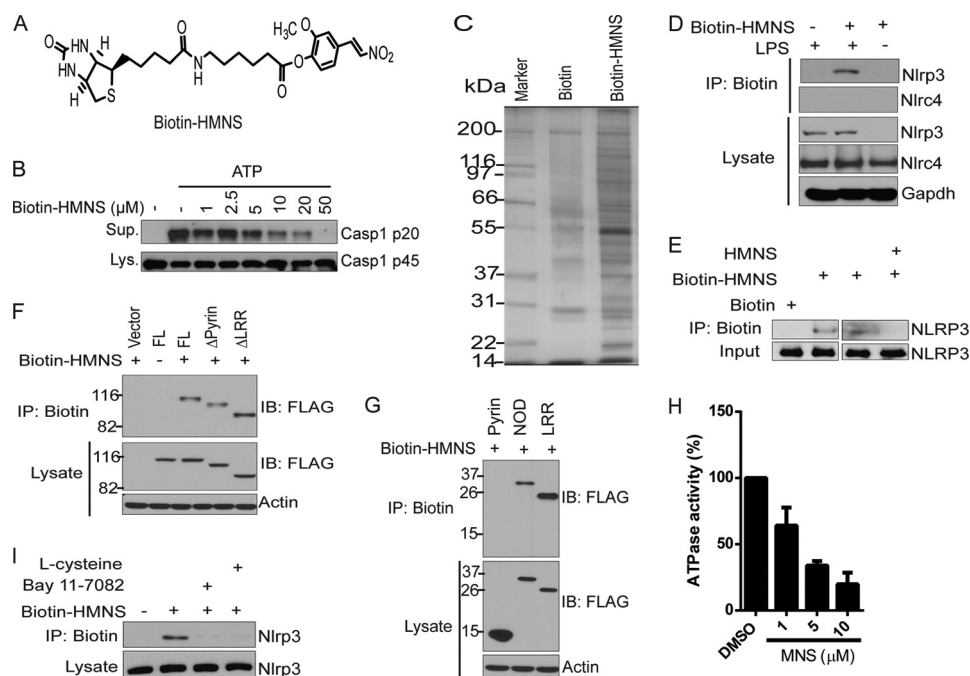 A
O
HN
NH
H
H
S
O
N
H
O
O
H₃C
O
NO₂
Biotin-HMNS
B
ATP
Biotin-HMNS (μM) - - 1 2.5 5 10 20 50
Sup. Casp1 p20
Lys. Casp1 p45
C
kDa Marker Biotin Biotin-HMNS
200
116
97
66
55
37
31
22
14
D
Biotin-HMNS - + +
LPS + + -
IP: Biotin Nlrp3
Nlrc4
Lysate Nlrp3
Nlrc4
Gapdh
E
HMNS +
Biotin-HMNS + + +
Biotin +
IP: Biotin NLRP3
Input NLRP3
F
Vector FL FL ΔPyrin ΔLRR
Biotin-HMNS + - + + +
IP: Biotin 116 IB: FLAG
82
Lysate 116 IB: FLAG
82
Actin
G
Pyrin NOD LRR
Biotin-HMNS + + +
37
IP: Biotin 26 IB: FLAG
15
37
26 IB: FLAG
Lysate 15
Actin
H
ATPase activity (%)
150
100
50
0
DMSO 1 5 10
MNS (μM)
I
L-cysteine +
Bay 11-7082 +
Biotin-HMNS - + + +
IP: Biotin Nlrp3
Lysate Nlrp3